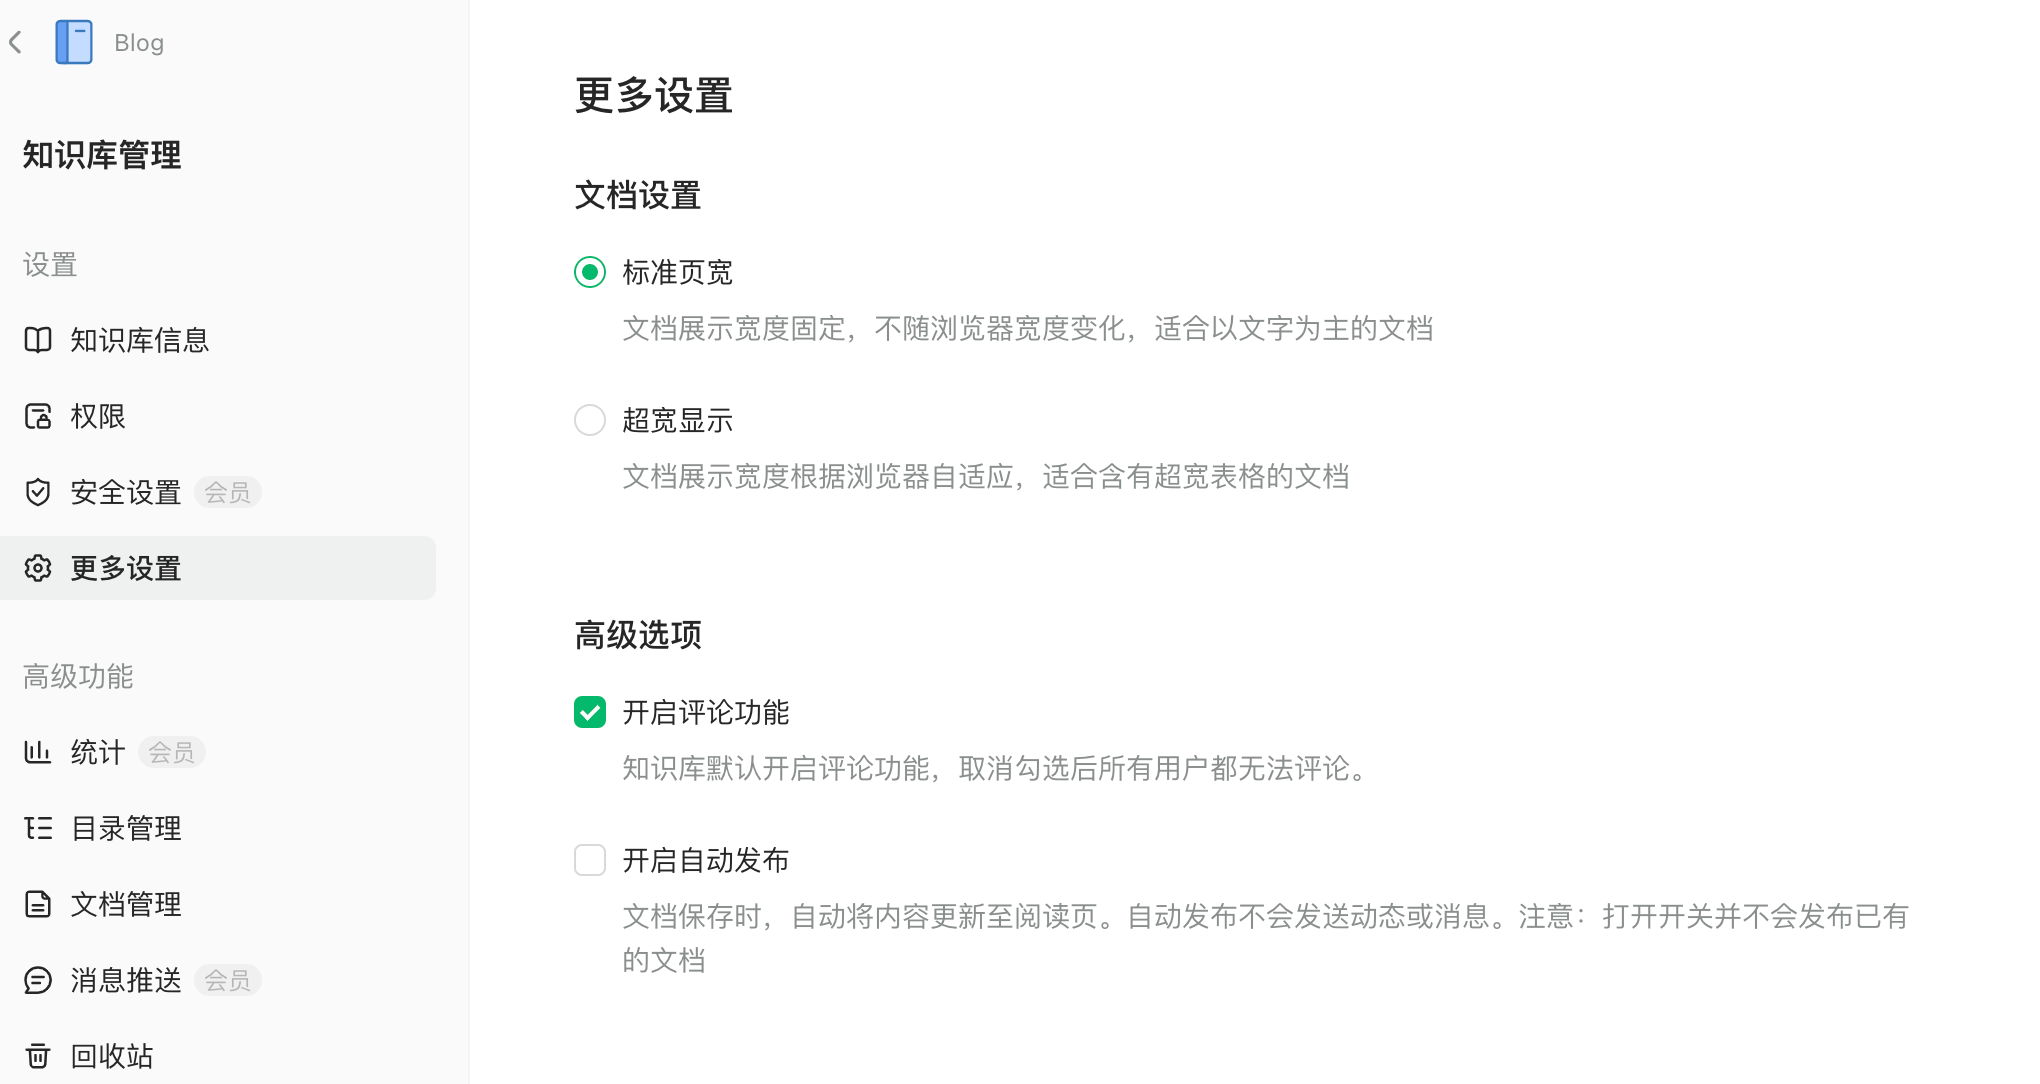 Blog
知识库管理
设置
知识库信息
权限
安全设置 会员
更多设置
高级功能
统计 会员
目录管理
文档管理
消息推送 会员
回收站
更多设置
文档设置
标准页宽
文档展示宽度固定，不随浏览器宽度变化，适合以文字为主的文档
超宽显示
文档展示宽度根据浏览器自适应，适合含有超宽表格的文档
高级选项
开启评论功能
知识库默认开启评论功能，取消勾选后所有用户都无法评论。
开启自动发布
文档保存时，自动将内容更新至阅读页。自动发布不会发送动态或消息。注意：打开开关并不会发布已有
的文档